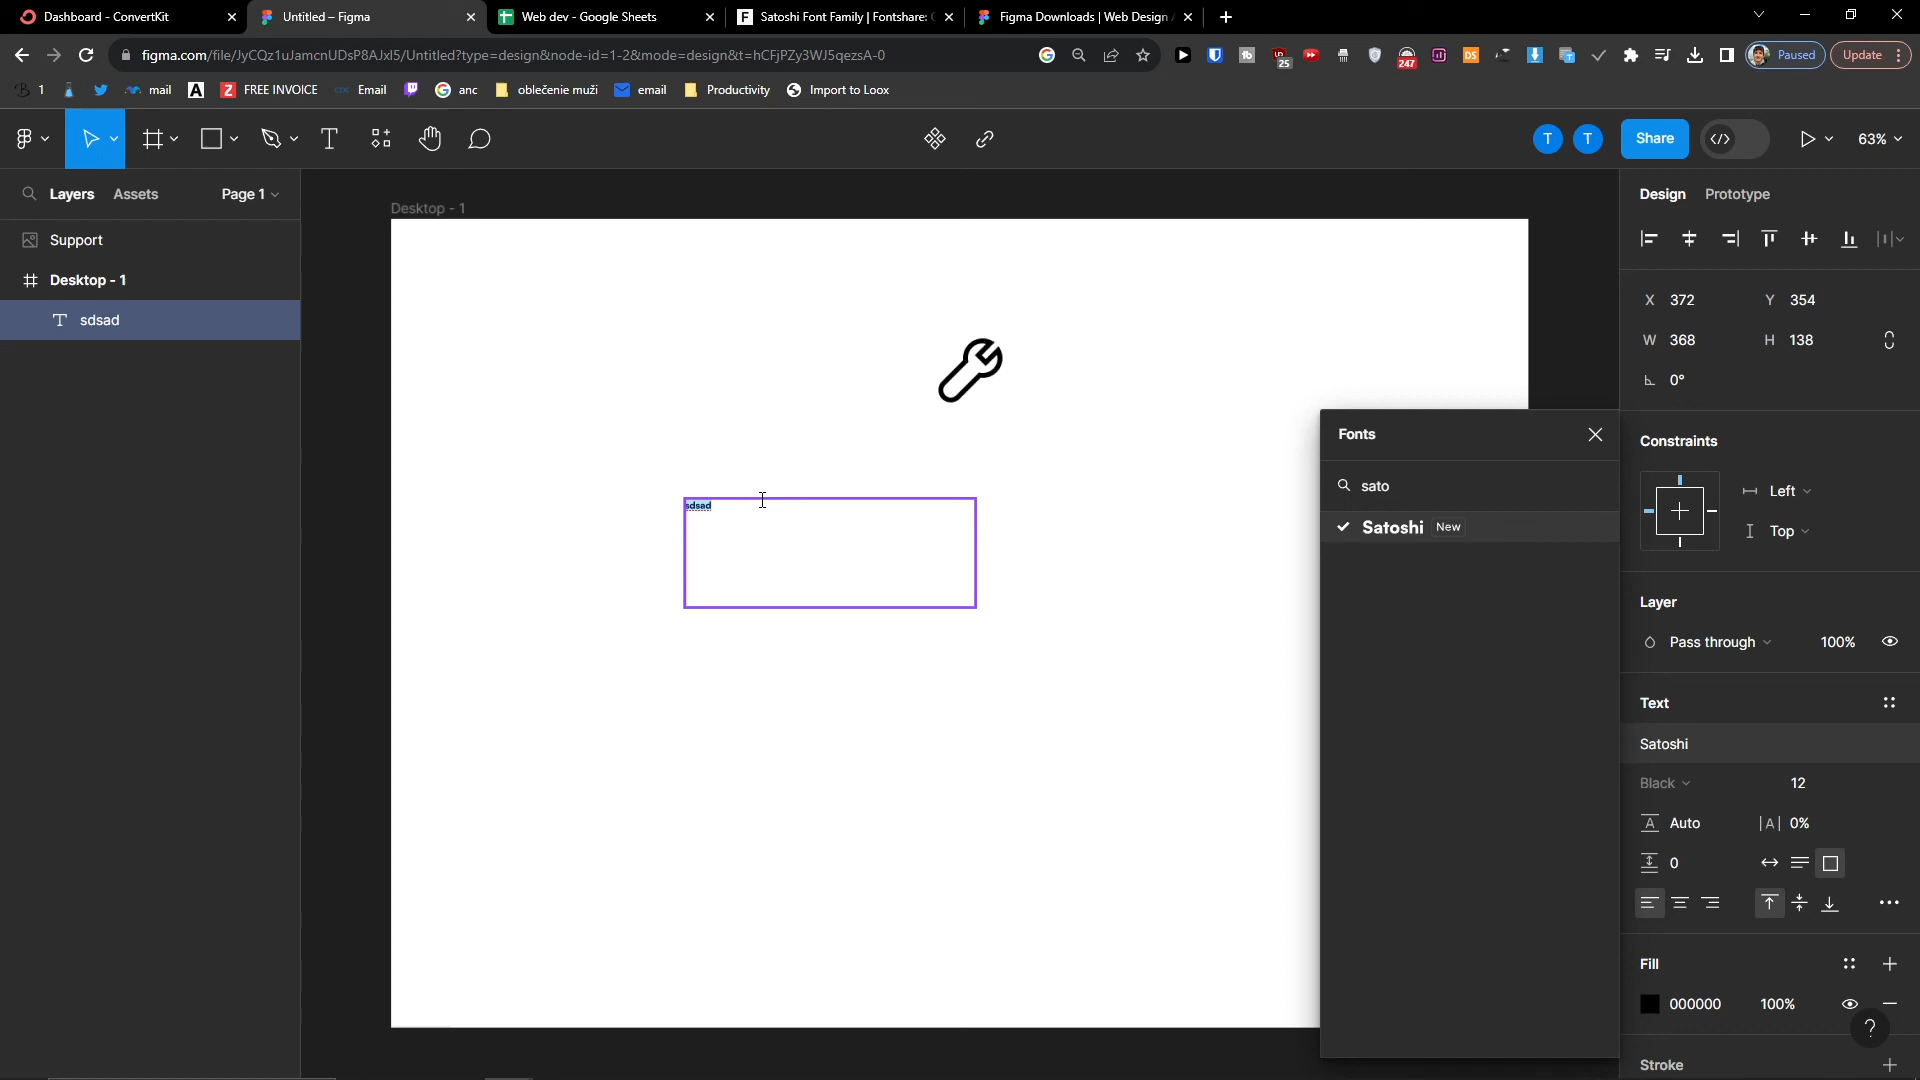 Dashboard - ConvertKit
Untitled – Figma
Web dev - Google Sheets
Satoshi Font Family | Fontshare:
Figma Downloads | Web Design
figma.com/file/JyCQz1uJamcnUDsP8AJxl5/Untitled?type=design&node-id=1-2&mode=design&t=hCFjPZy3WJ5qezsA-0
25
247
DS
Paused
Update
1
mail
FREE INVOICE
Email
anc
oblečenie muži
email
Productivity
Import to Loox
T
T
Share
63%
Layers
Assets
Page 1
Support
Desktop - 1
sdsad
Desktop - 1
sdsad
Fonts
sato
Satoshi
New
Design
Prototype
X 372
Y 354
W 368
H 138
0°
Constraints
Left
Top
Layer
Pass through
100%
Text
Satoshi
Black
12
A Auto
|A| 0%
0
Fill
000000
100%
?
Stroke